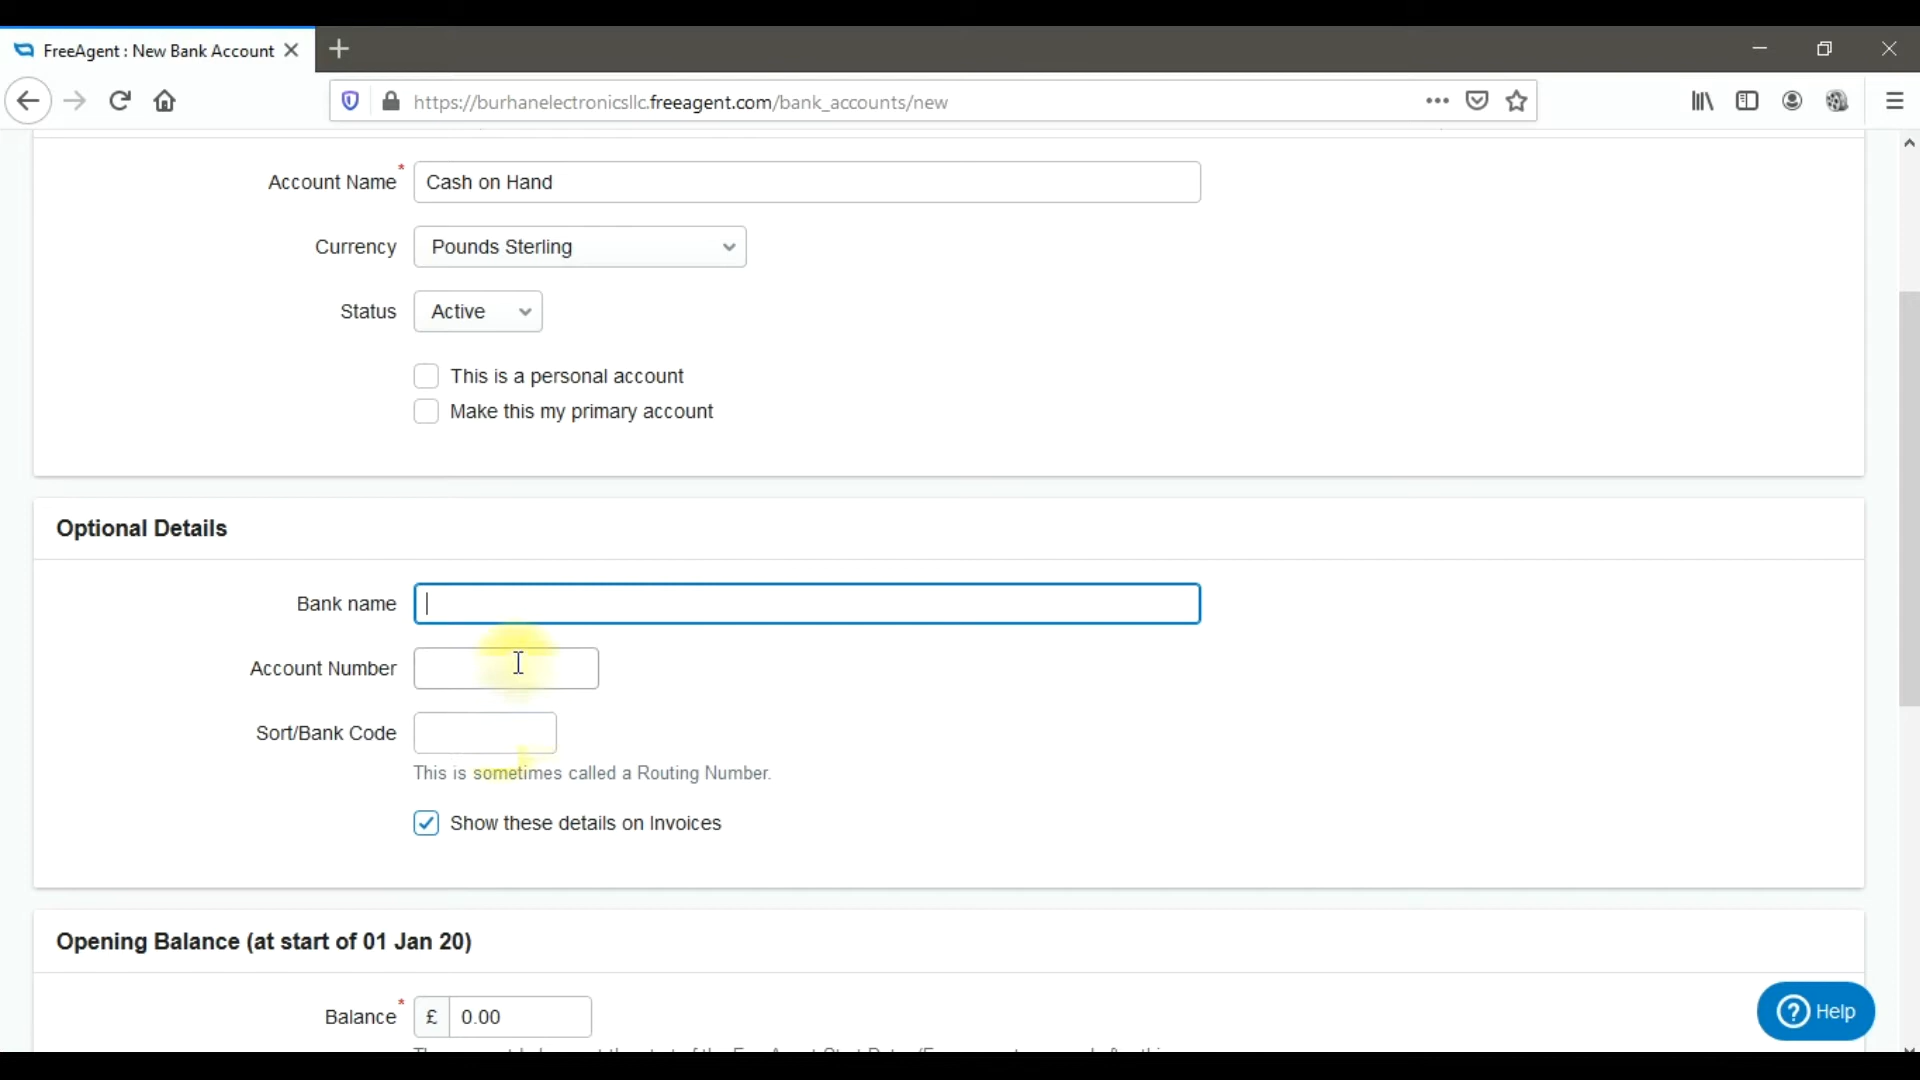 FreeAgent : New Bank Account
https://burhanelectronicsllc.freeagent.com/bank_accounts/new
Account Name *
Cash on Hand
Currency
Pounds Sterling
Status
Active
This is a personal account
Make this my primary account
Optional Details
Bank name
Account Number
Sort/Bank Code
This is sometimes called a Routing Number.
Show these details on Invoices
Opening Balance (at start of 01 Jan 20)
Balance *
£ 0.00
? Help